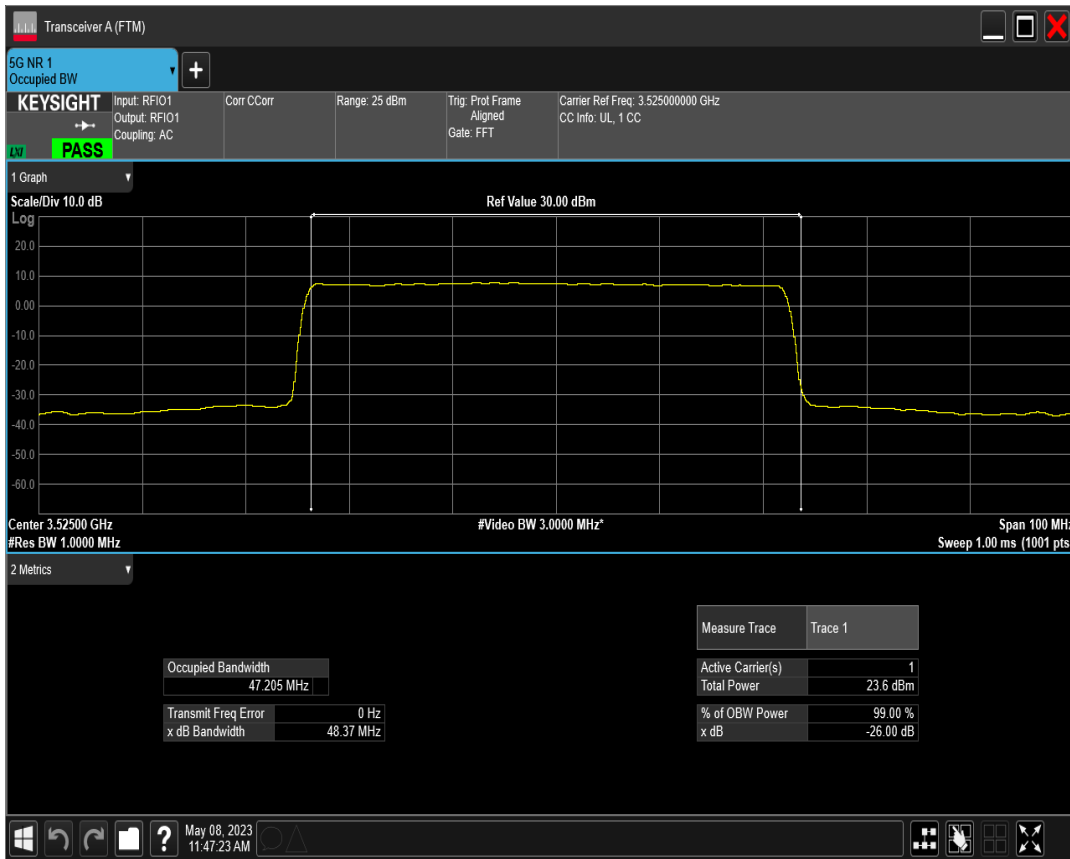 Transceiver A (FTM)
5G NR 1
Occupied BW
+
KEYSIGHT
LXI
PASS
Input: RFIO1
Output: RFIO1
Coupling: AC
Corr CCorr
Range: 25 dBm
Trig: Prot Frame
Aligned
Gate: FFT
Carrier Ref Freq: 3.525000000 GHz
CC Info: UL, 1 CC
1 Graph
Scale/Div 10.0 dB
Ref Value 30.00 dBm
Log
20.0
10.0
0.00
-10.0
-20.0
-30.0
-40.0
-50.0
-60.0
Center 3.52500 GHz
#Video BW 3.0000 MHz*
Span 100 MHz
#Res BW 1.0000 MHz
Sweep 1.00 ms (1001 pts
2 Metrics
Measure Trace Trace 1
Occupied Bandwidth
47.205 MHz
Active Carrier(s) 1
Total Power 23.6 dBm
Transmit Freq Error 0 Hz
x dB Bandwidth 48.37 MHz
% of OBW Power 99.00 %
x dB -26.00 dB
?
May 08, 2023
11:47:23 AM